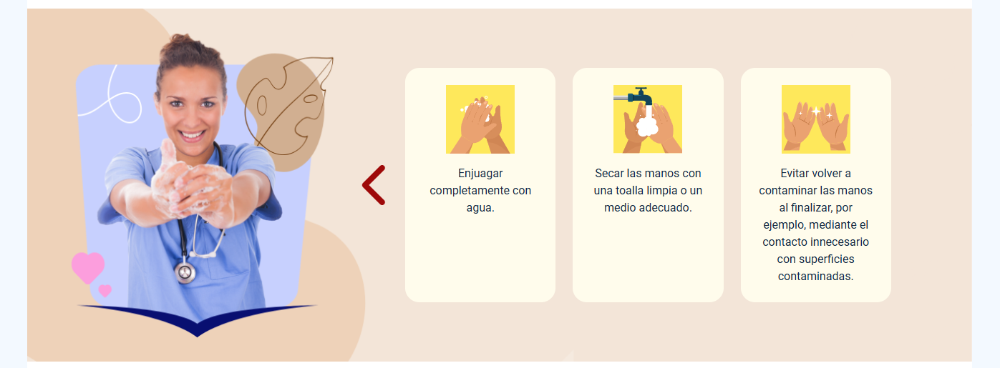 Enjuagar
completamente con
agua.
Secar las manos con
una toalla limpia o un
medio adecuado.
Evitar volver a
contaminar las manos
al finalizar, por
ejemplo, mediante el
contacto innecesario
con superficies
contaminadas.